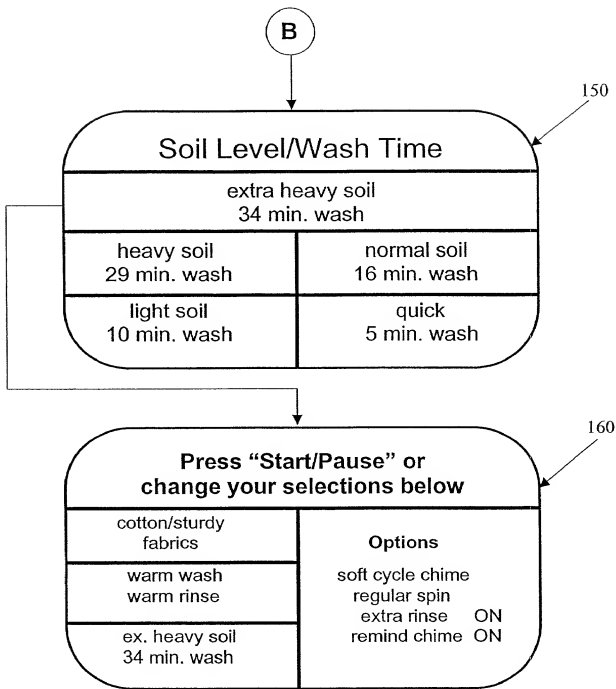 B
150
Soil Level/Wash Time
extra heavy soil
34 min. wash
heavy soil
29 min. wash
normal soil
16 min. wash
light soil
10 min. wash
quick
5 min. wash
160
Press “Start/Pause” or
change your selections below
cotton/sturdy
fabrics
warm wash
warm rinse
ex. heavy soil
34 min. wash
Options
soft cycle chime
regular spin
extra rinse ON
remind chime ON